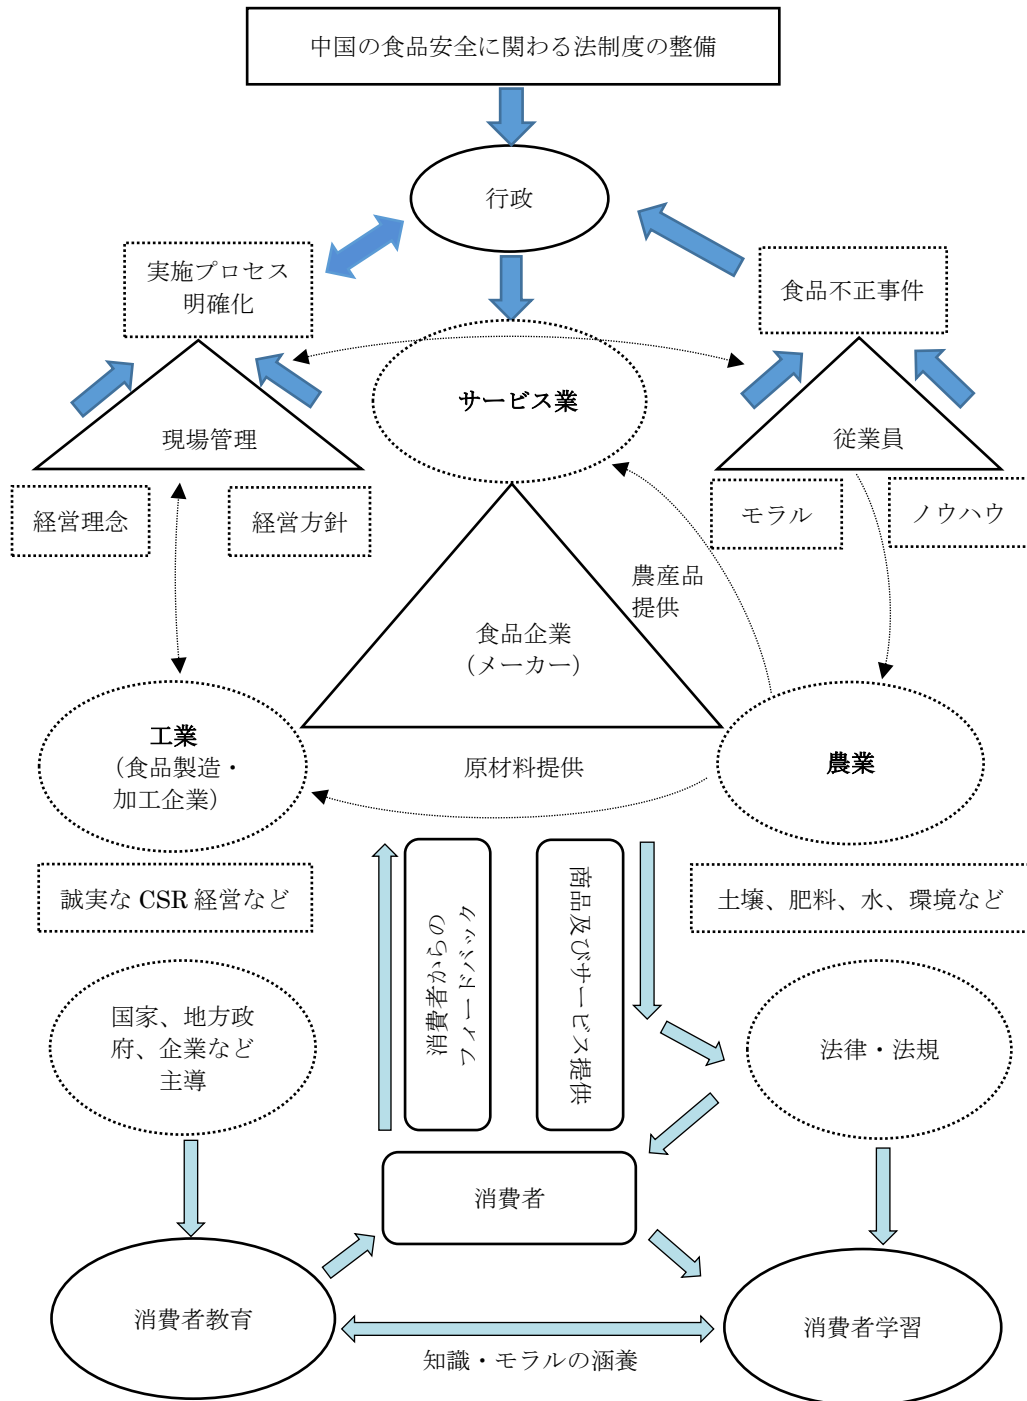 中国の食品安全に関わる法制度の整備
行政
実施プロセス
明確化
食品不正事件
サービス業
現場管理
従業員
経営理念
経営方針
モラル
ノウハウ
農産品
提供
食品企業
（メーカー）
工業
（食品製造・
加工企業）
原材料提供
農業
誠実な CSR 経営など
消費者からの
フィードバック
商品及びサービス提供
土壌、肥料、水、環境など
国家、地方政
府、企業など
主導
法律・法規
消費者
消費者教育
消費者学習
知識・モラルの涵養